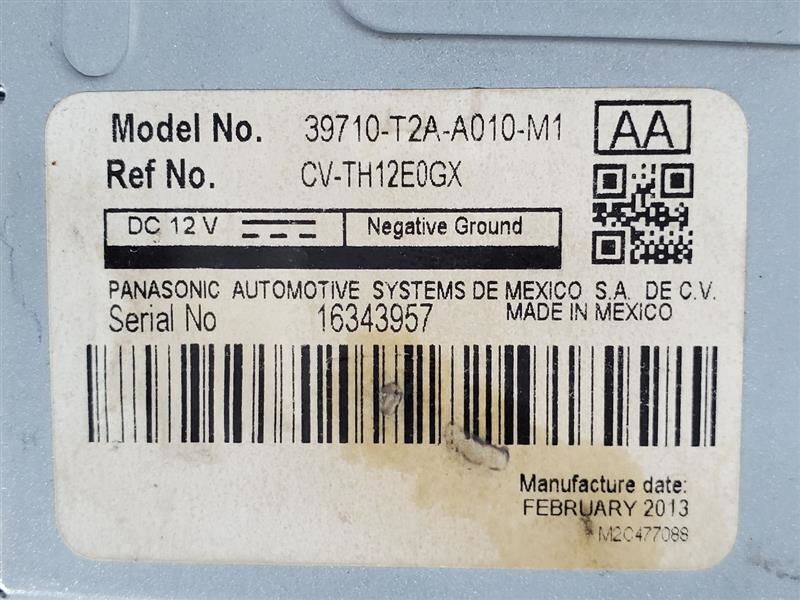 Model No. 39710-T2A-A010-M1 AA
Ref No. CV-TH12E0GX
DC 12 V Negative Ground
PANASONIC AUTOMOTIVE SYSTEMS DE MEXICO S.A. DE C.V.
Serial No 16343957 MADE IN MEXICO
Manufacture date:
FEBRUARY 2013
M2C477088